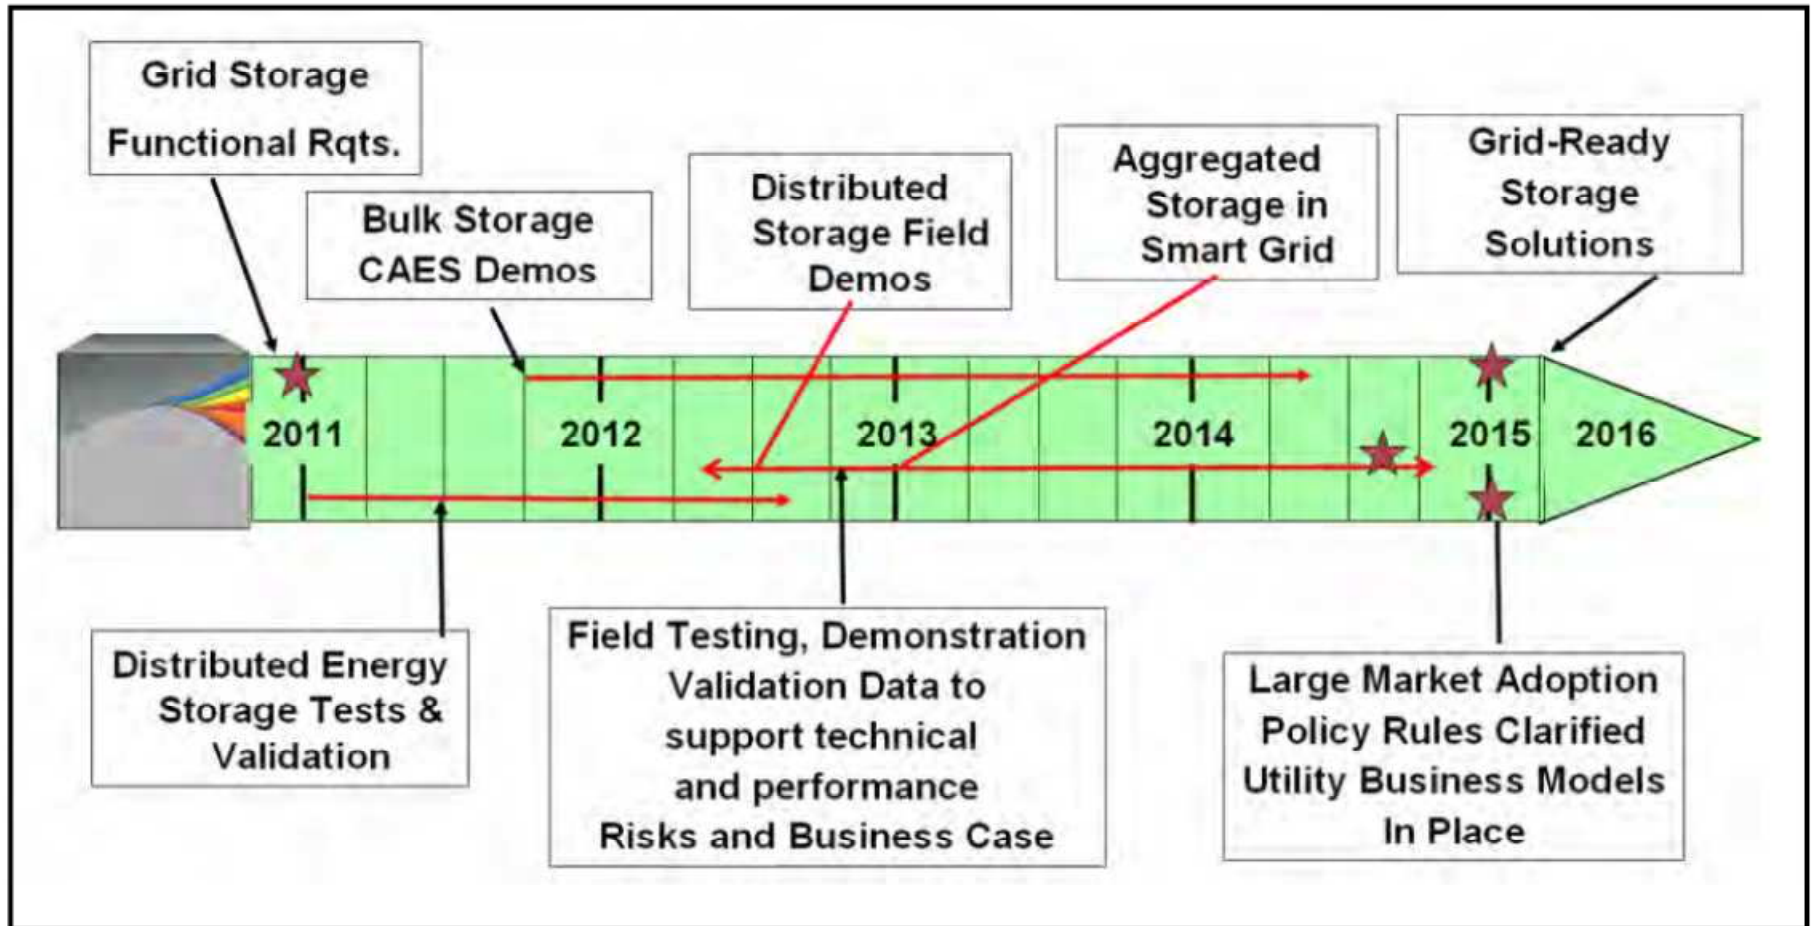 Grid Storage
Functional Rqts.
Bulk Storage
CAES Demos
Distributed
Storage Field
Demos
Aggregated
Storage in
Smart Grid
Grid-Ready
Storage
Solutions
2011
2012
2013
2014
2015
2016
Distributed Energy
Storage Tests &
Validation
Field Testing, Demonstration
Validation Data to
support technical
and performance
Risks and Business Case
Large Market Adoption
Policy Rules Clarified
Utility Business Models
In Place